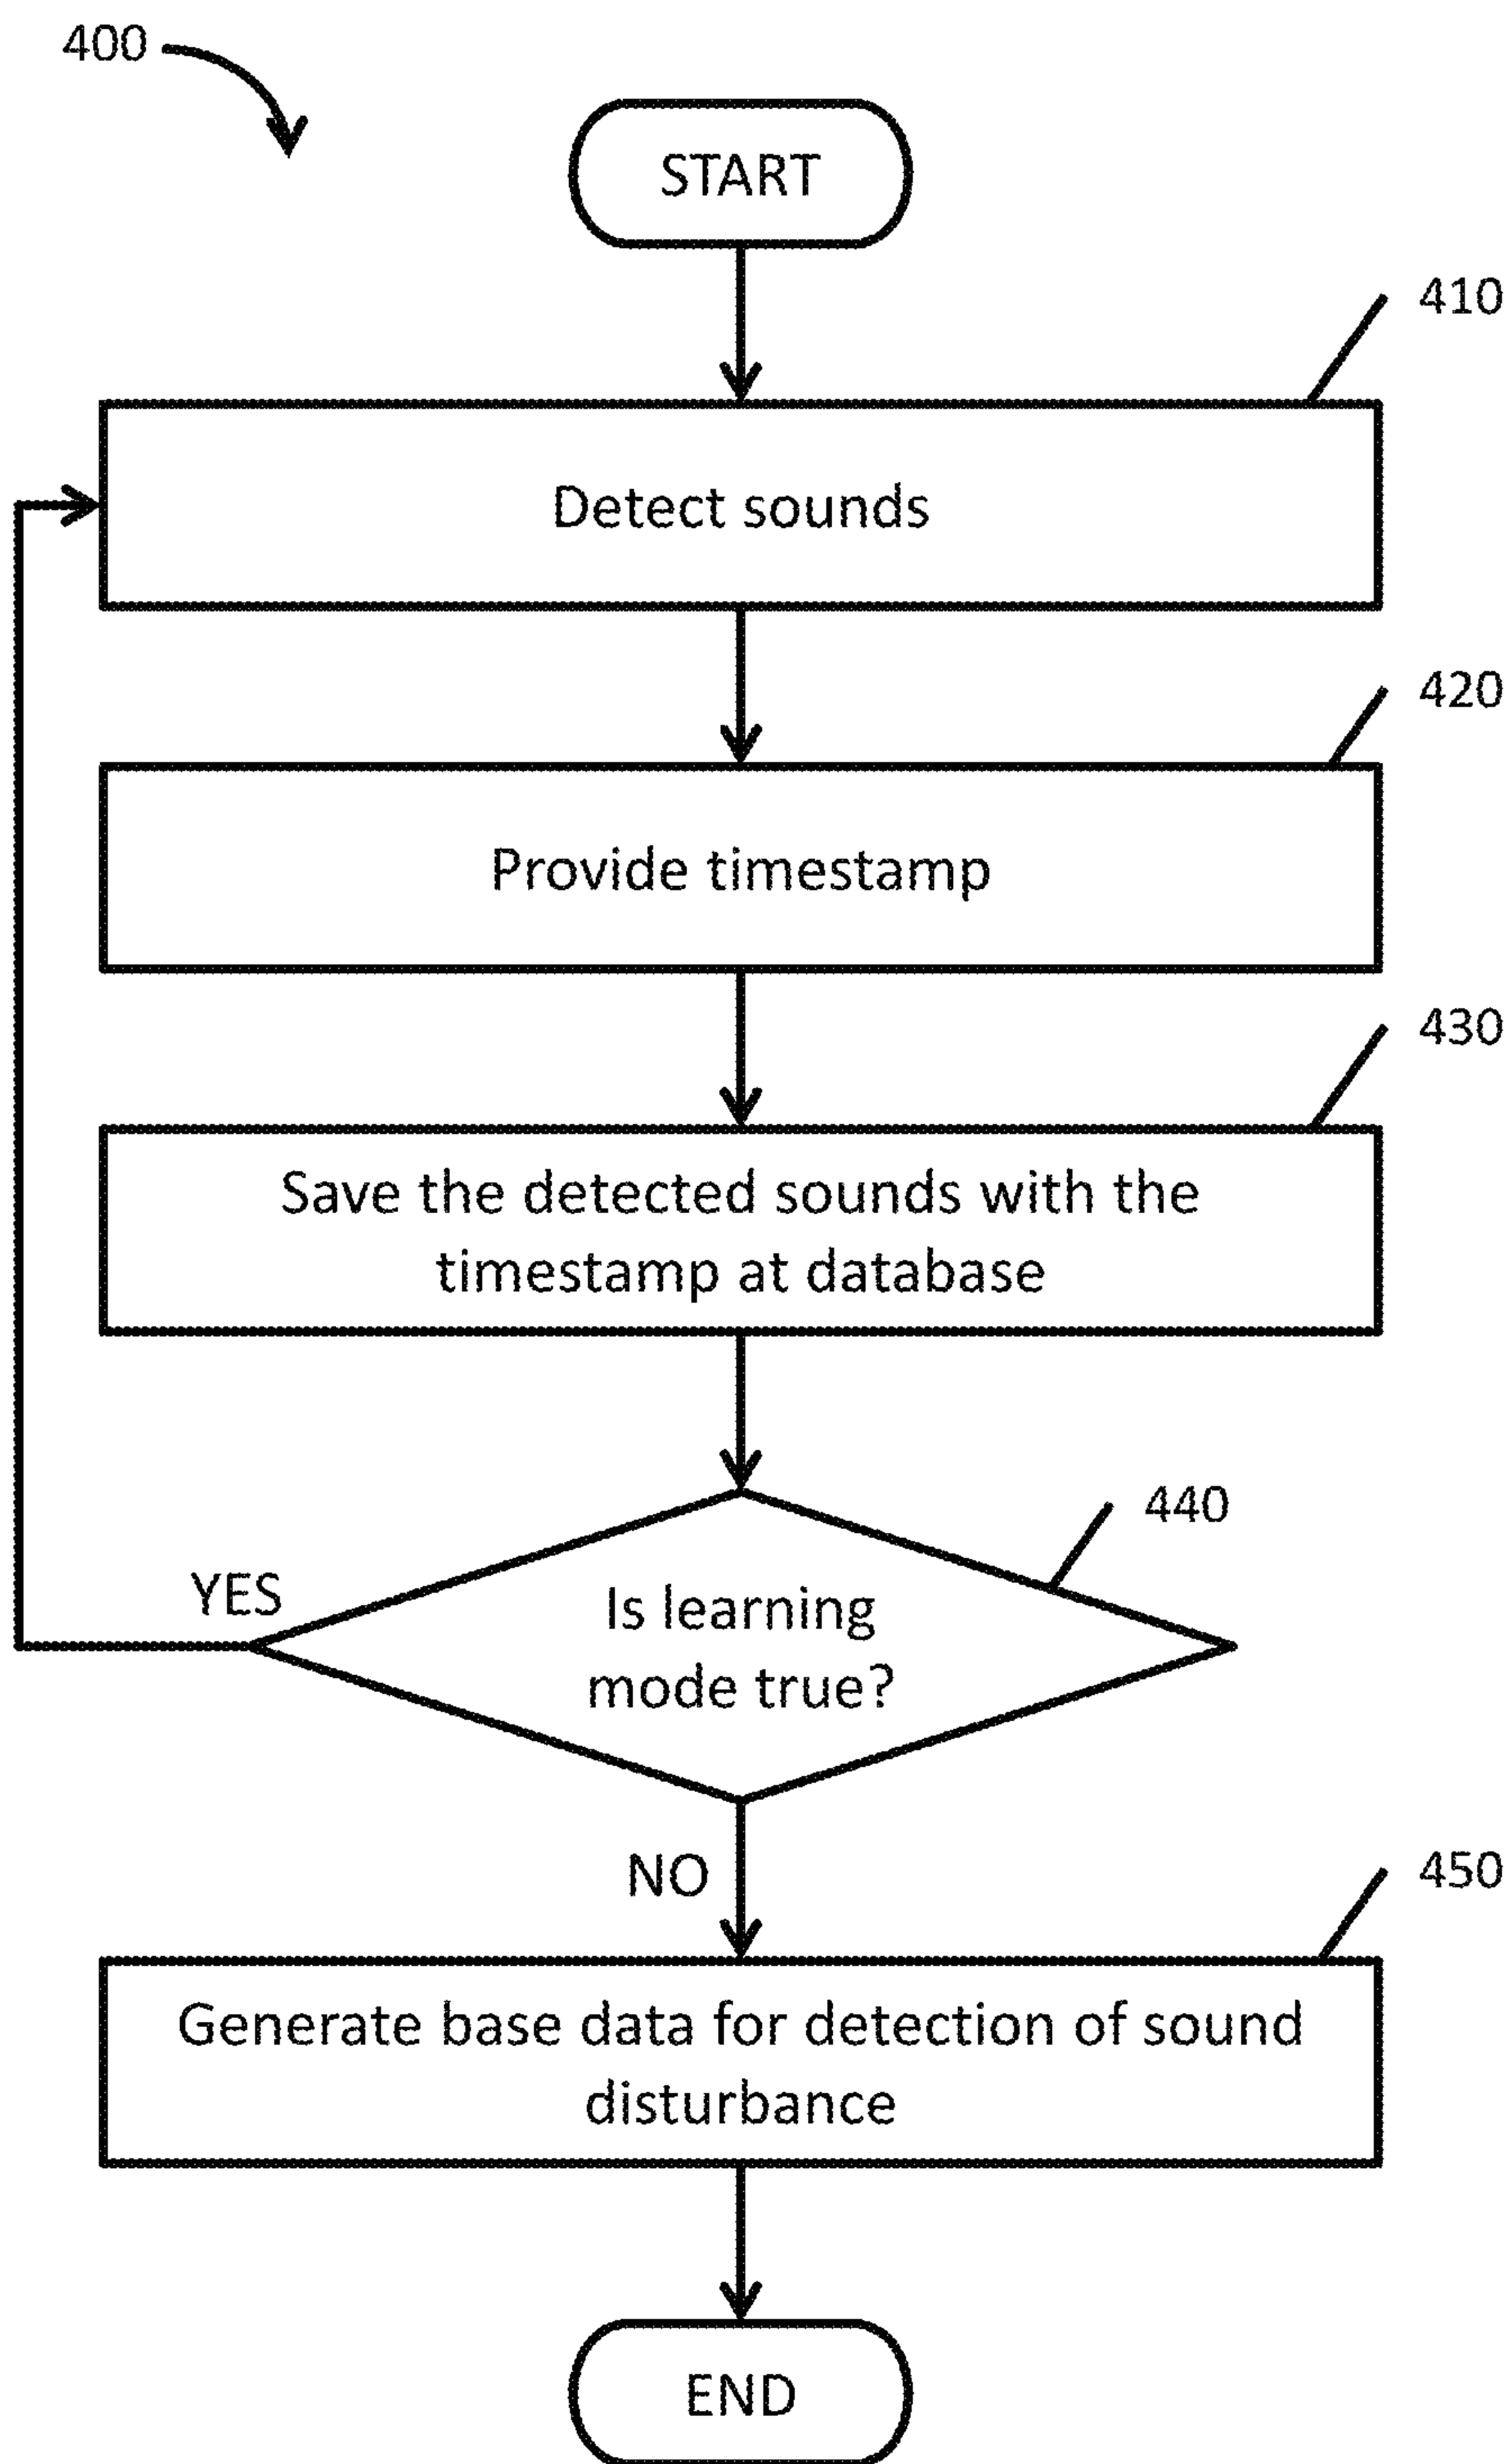 400
START
410
Detect sounds
420
Provide timestamp
430
Save the detected sounds with the
timestamp at database
440
Is learning
mode true?
YES
NO
450
Generate base data for detection of sound
disturbance
END